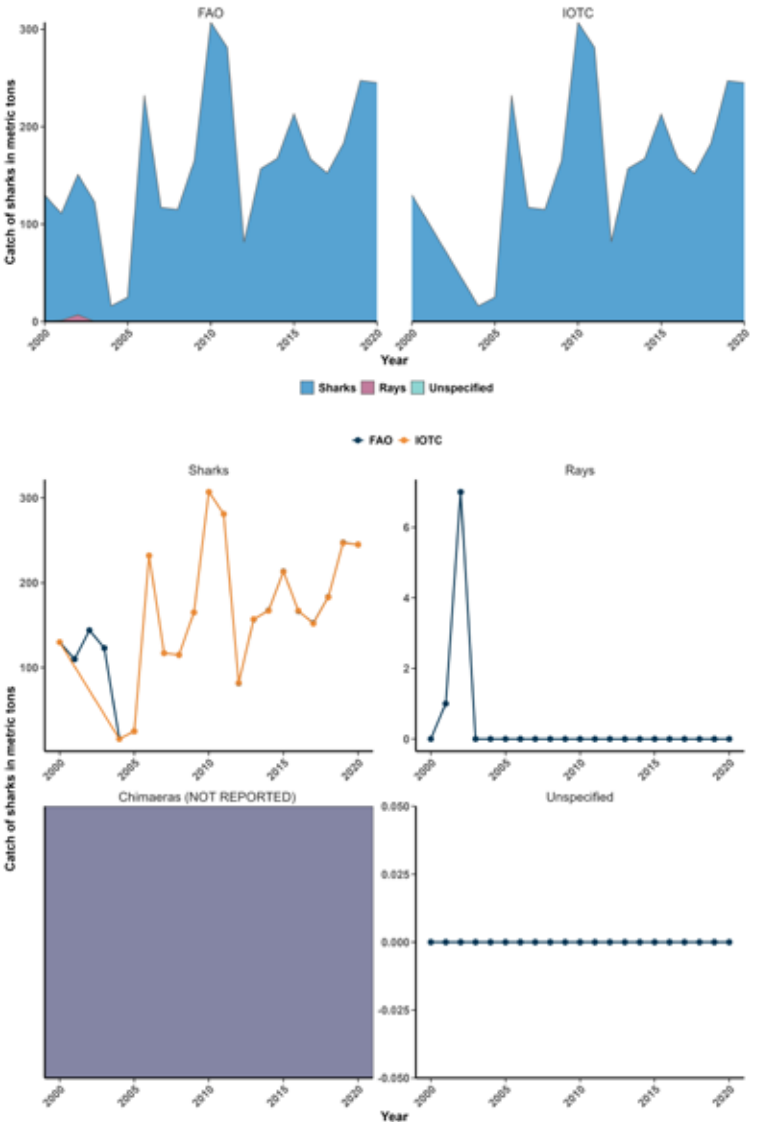 FAO IOTC
Catch of sharks in metric tons
300
200
100
0
2000 2005 2010 2015 2020 2000 2005 2010 2015 2020
Year
Sharks Rays Unspecified
FAO IOTC
Sharks Rays
Catch of sharks in metric tons
300
200
100
6
4
2
0
2000 2005 2010 2015 2020 2000 2005 2010 2015 2020
Chimaeras (NOT REPORTED) Unspecified
0.050
0.025
0.000
-0.025
-0.050
2000 2005 2010 2015 2020 2000 2005 2010 2015 2020
Year